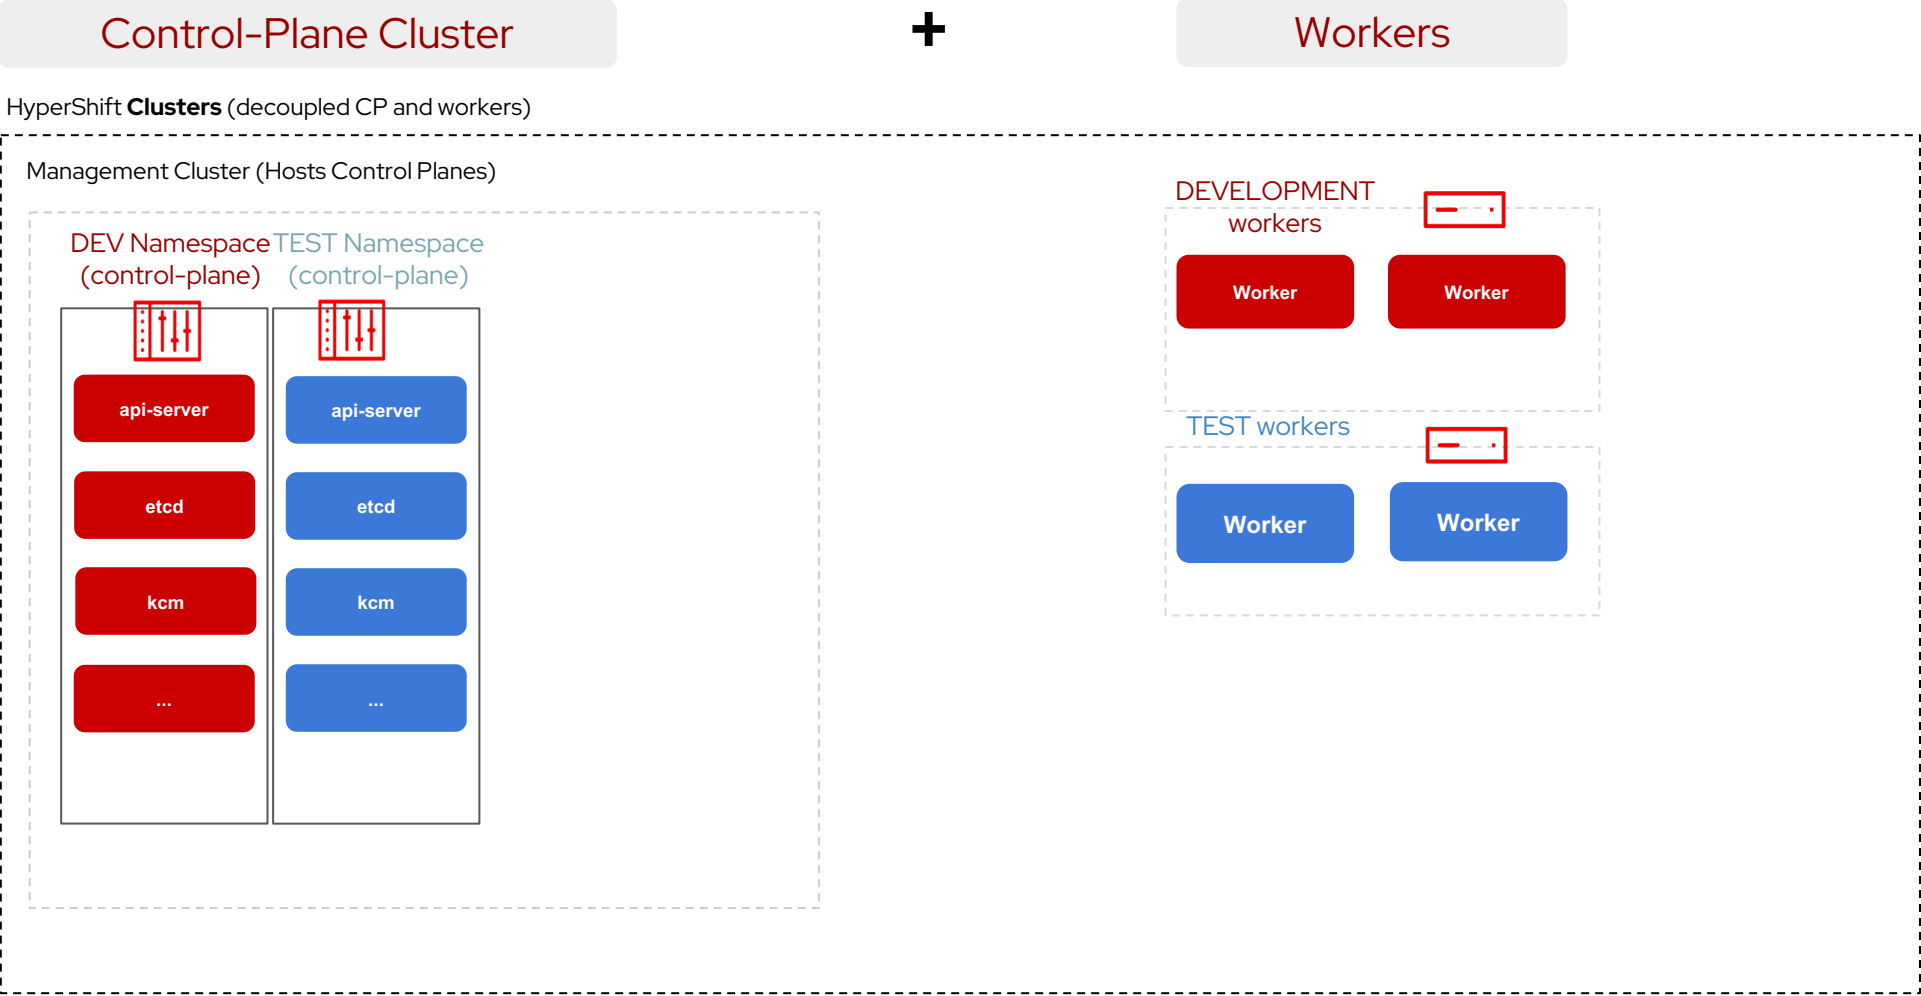 Control-Plane Cluster
+
Workers
HyperShift Clusters (decoupled CP and workers)
Management Cluster (Hosts Control Planes)
DEV Namespace
(control-plane)
TEST Namespace
(control-plane)
api-server
etcd
kcm
...
api-server
etcd
kcm
...
DEVELOPMENT
workers
Worker
Worker
TEST workers
Worker
Worker